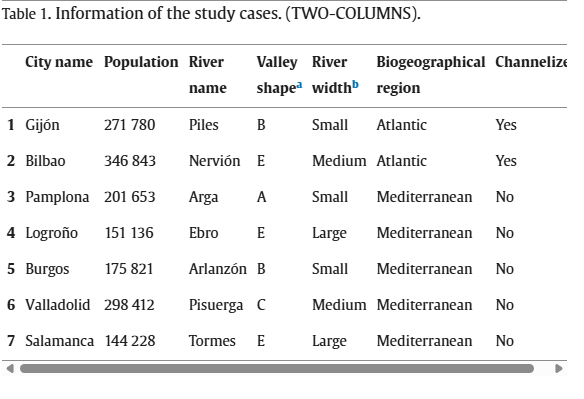 Table 1. Information of the study cases. (TWO-COLUMNS).
City name Population River name Valley shapeᵃ River widthᵇ Biogeographical region Channelize
1 Gijón 271 780 Piles B Small Atlantic Yes
2 Bilbao 346 843 Nervión E Medium Atlantic Yes
3 Pamplona 201 653 Arga A Small Mediterranean No
4 Logroño 151 136 Ebro E Large Mediterranean No
5 Burgos 175 821 Arlanzón B Small Mediterranean No
6 Valladolid 298 412 Pisuerga C Medium Mediterranean No
7 Salamanca 144 228 Tormes E Large Mediterranean No